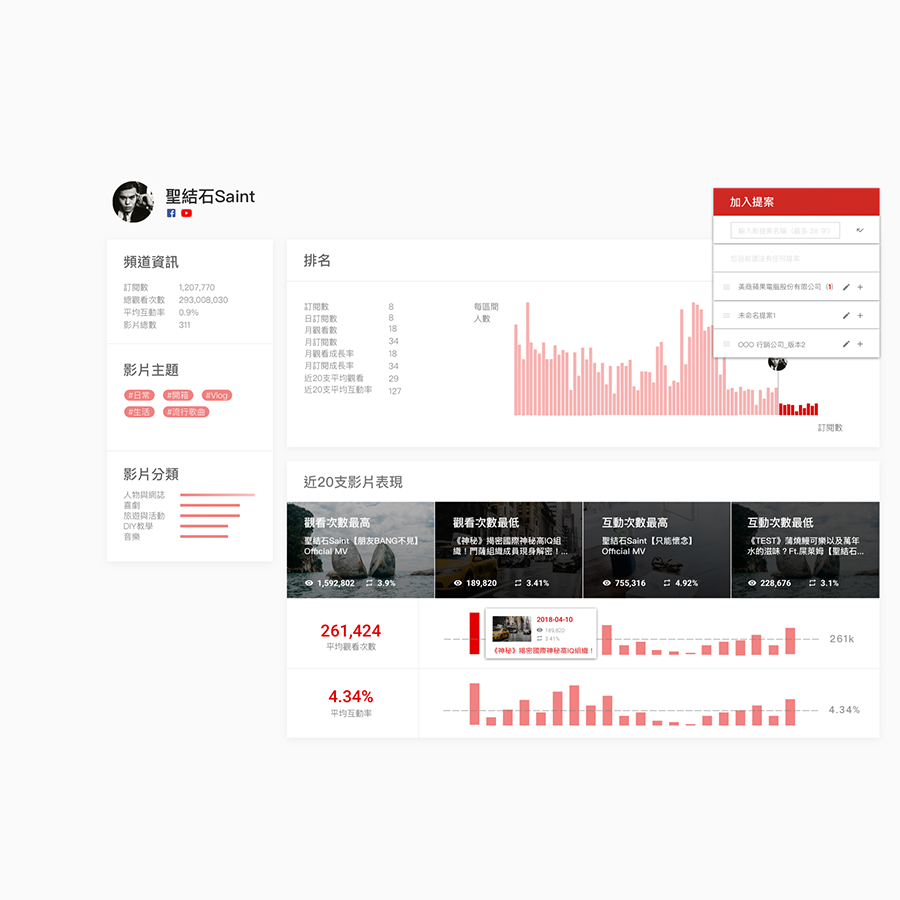 聖結石Saint
加入提案
輸入新提案名稱（最多 28 字）
您目前還沒有任何提案
美商蘋果電腦股份有限公司 (1)
未命名提案1
OOO 行銷公司_版本2
頻道資訊
訂閱數 1,207,770
總觀看次數 293,008,030
平均互動率 0.9%
影片總數 311
影片主題
#日常 #開箱 #Vlog
#生活 #流行歌曲
影片分類
人物與網誌
喜劇
旅遊與活動
DIY教學
音樂
排名
訂閱數 8
日訂閱數 8
月觀看數 18
月訂閱數 34
月觀看成長率 18
月訂閱成長率 34
近20支平均觀看 29
近20支平均互動率 127
每區間
人數
訂閱數
近20支影片表現
觀看次數最高
聖結石Saint【朋友BANG不見】
Official MV
1,592,802 3.9%
觀看次數最低
《神秘》揭密國際神秘高IQ組
織！門薩組織成員現身解密！...
189,820 3.41%
互動次數最高
聖結石Saint【只能懷念】
Official MV
755,316 4.92%
互動次數最低
《TEST》蒲燒鰻可樂以及萬年
水的滋味？Ft.屎萊姆【聖結石...
228,676 3.1%
261,424
平均觀看次數
2018-04-10
189,820
3.41%
《神秘》揭密國際神秘高IQ組織！
261k
4.34%
平均互動率
4.34%